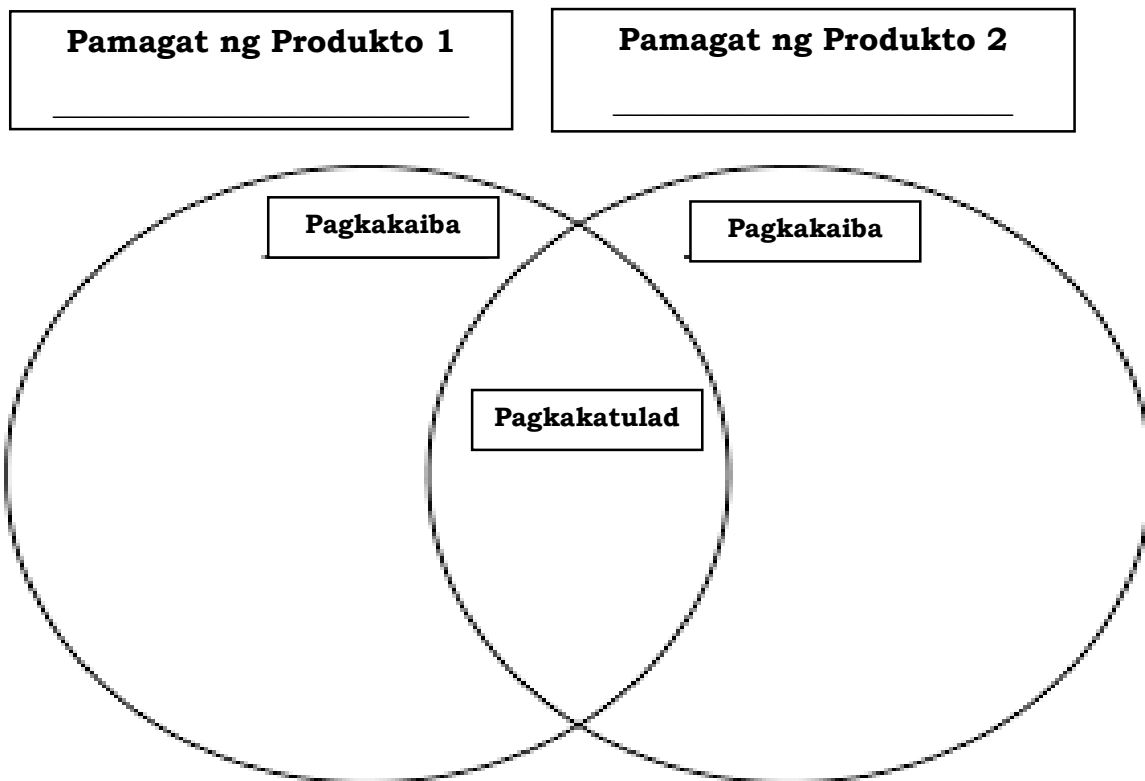 Pamagat ng Produkto 1
Pamagat ng Produkto 2
Pagkakaiba
Pagkakaiba
Pagkakatulad